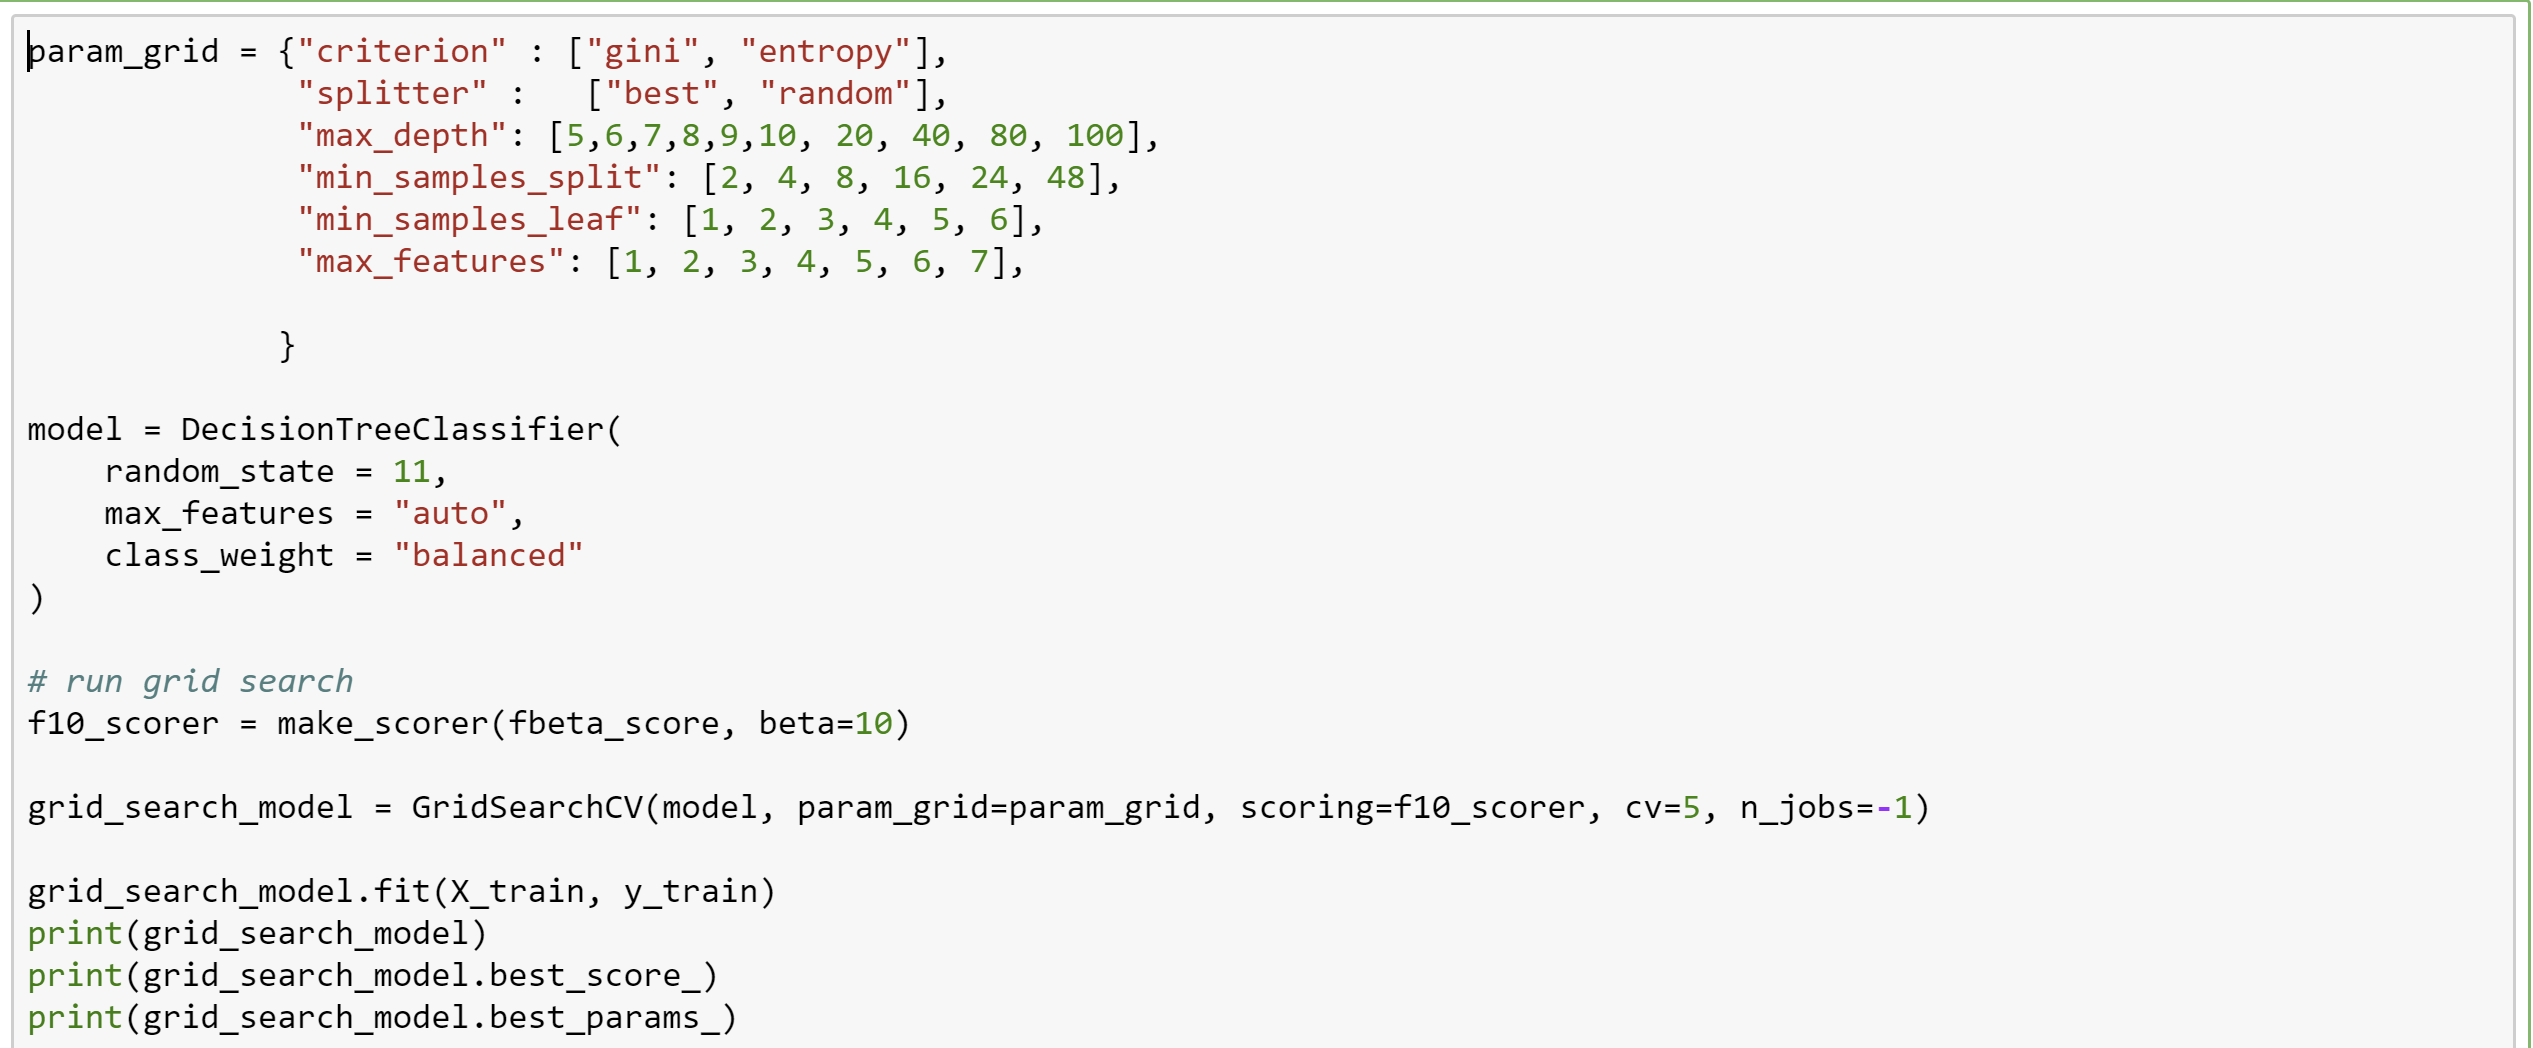 param_grid = {"criterion" : ["gini", "entropy"],
              "splitter" :   ["best", "random"],
              "max_depth": [5,6,7,8,9,10, 20, 40, 80, 100],
              "min_samples_split": [2, 4, 8, 16, 24, 48],
              "min_samples_leaf": [1, 2, 3, 4, 5, 6],
              "max_features": [1, 2, 3, 4, 5, 6, 7],
             }
model = DecisionTreeClassifier(
    random_state = 11,
    max_features = "auto",
    class_weight = "balanced"
)
# run grid search
f10_scorer = make_scorer(fbeta_score, beta=10)
grid_search_model = GridSearchCV(model, param_grid=param_grid, scoring=f10_scorer, cv=5, n_jobs=-1)
grid_search_model.fit(X_train, y_train)
print(grid_search_model)
print(grid_search_model.best_score_)
print(grid_search_model.best_params_)